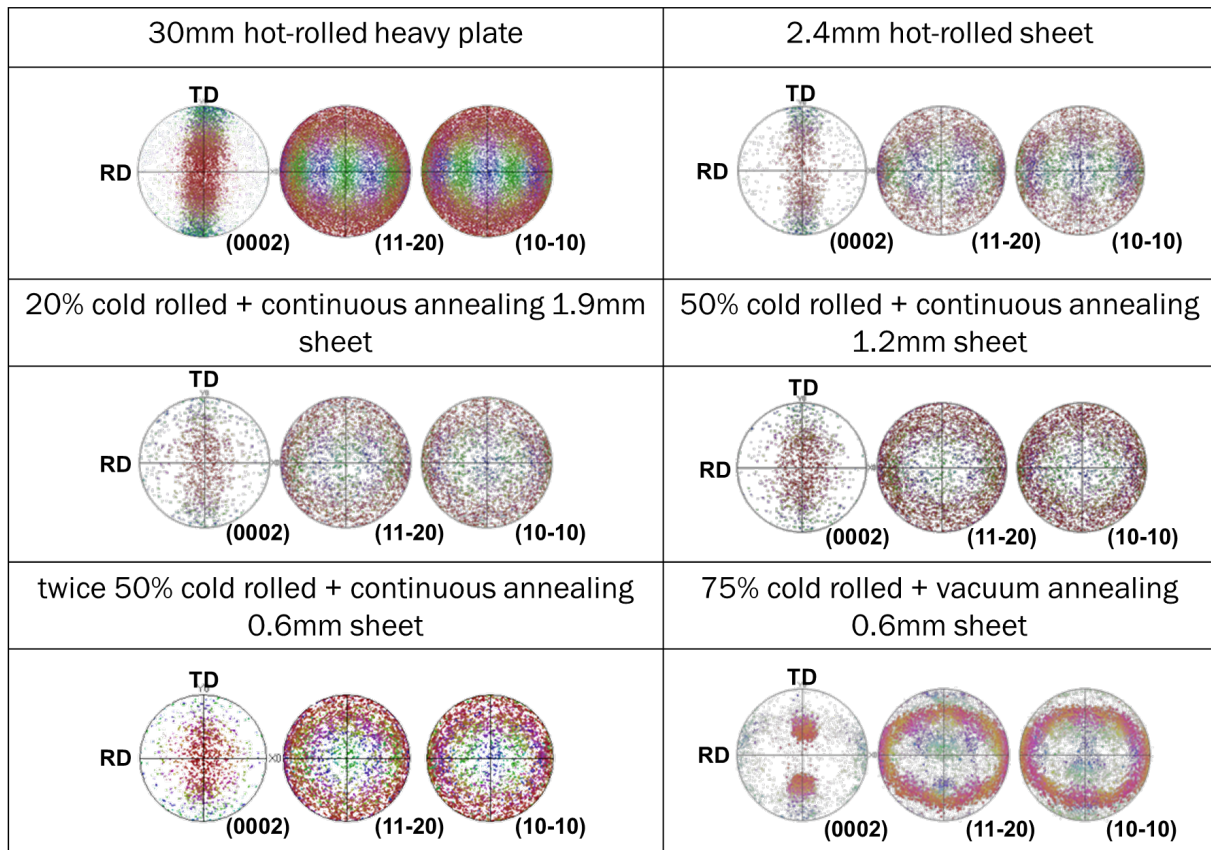 30mm hot-rolled heavy plate
2.4mm hot-rolled sheet
TD
RD
(0002)
(11-20)
(10-10)
TD
RD
(0002)
(11-20)
(10-10)
20% cold rolled + continuous annealing 1.9mm
sheet
50% cold rolled + continuous annealing
1.2mm sheet
TD
RD
(0002)
(11-20)
(10-10)
TD
RD
(0002)
(11-20)
(10-10)
twice 50% cold rolled + continuous annealing
0.6mm sheet
75% cold rolled + vacuum annealing
0.6mm sheet
TD
RD
(0002)
(11-20)
(10-10)
TD
RD
(0002)
(11-20)
(10-10)